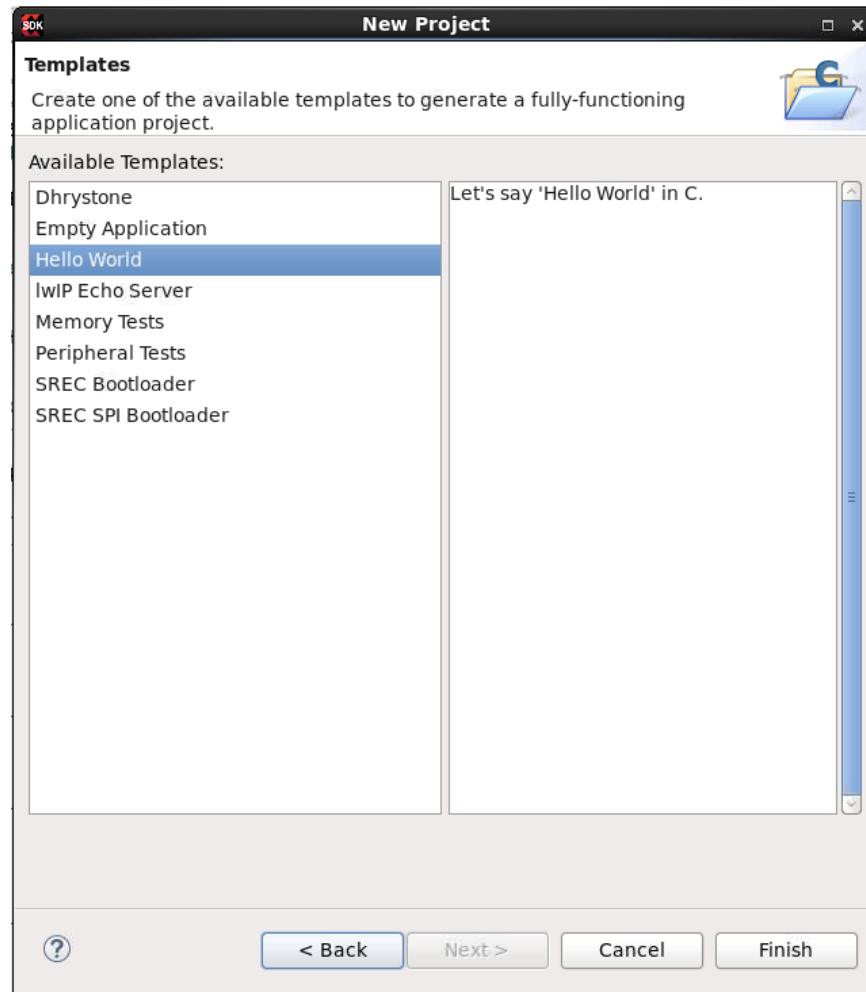 SDK
New Project
Templates
Create one of the available templates to generate a fully-functioning
application project.
Available Templates:
Dhrystone
Empty Application
Hello World
lwIP Echo Server
Memory Tests
Peripheral Tests
SREC Bootloader
SREC SPI Bootloader
Let's say 'Hello World' in C.
?
< Back
Next >
Cancel
Finish